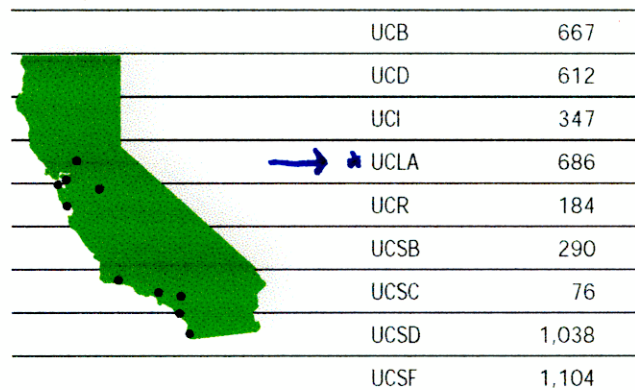 UCB 667
UCD 612
UCI 347
UCLA 686
UCR 184
UCSB 290
UCSC 76
UCSD 1,038
UCSF 1,104